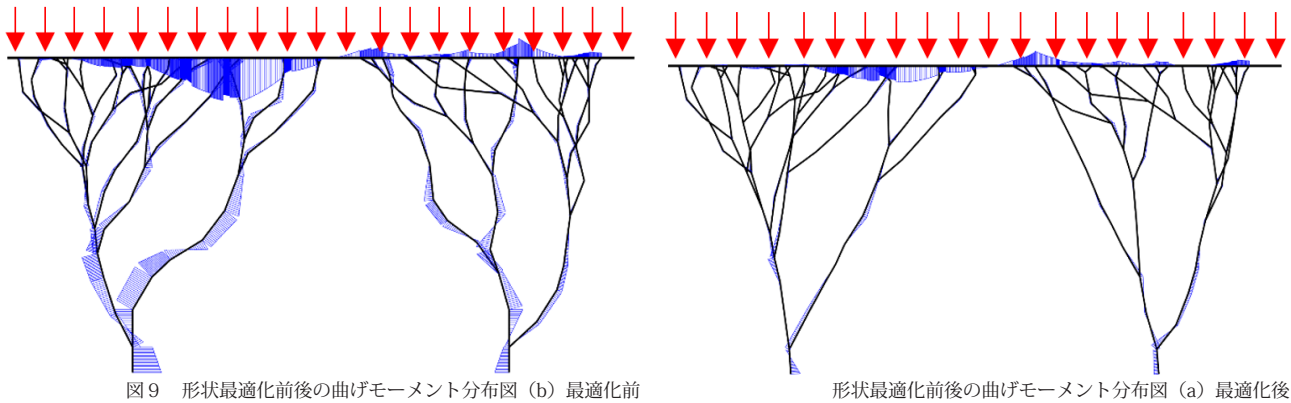 図９　形状最適化前後の曲げモーメント分布図（b）最適化前
形状最適化前後の曲げモーメント分布図（a）最適化後